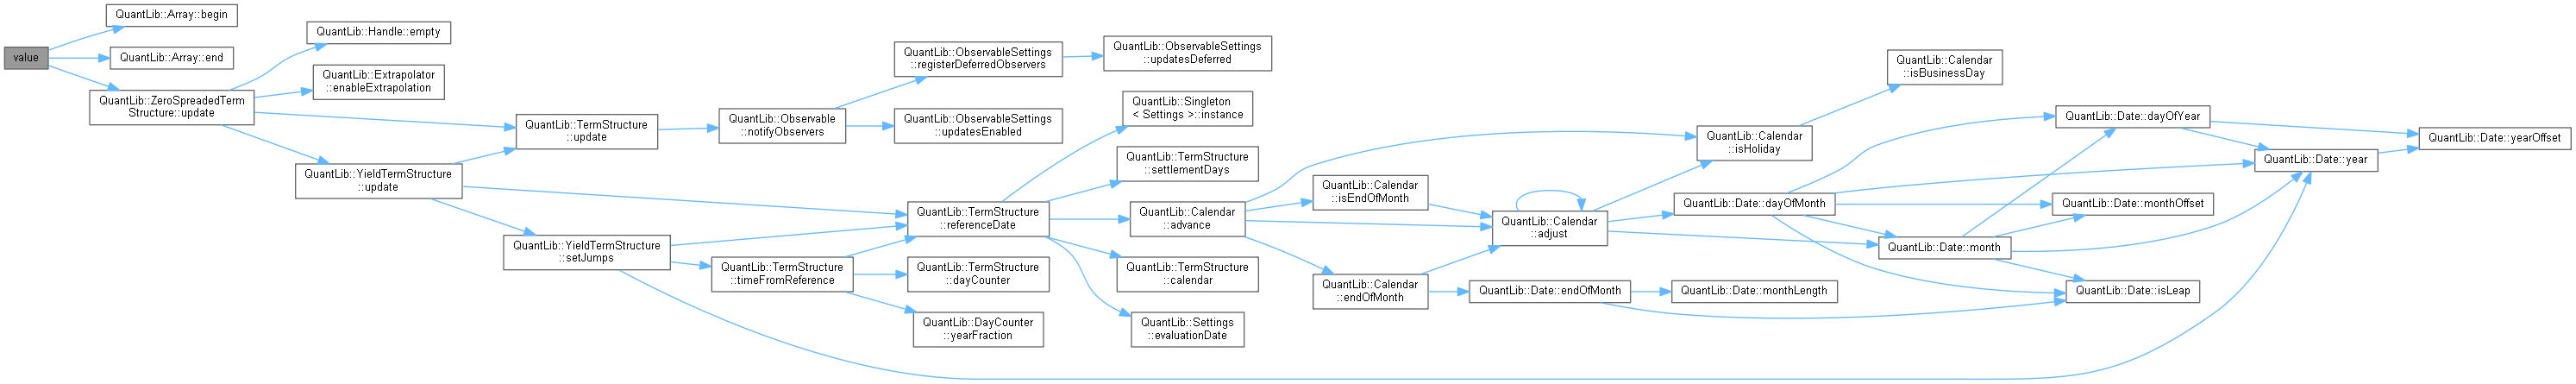 value
QuantLib::Array::begin
QuantLib::Array::end
QuantLib::ZeroSpreadedTerm
Structure::update
QuantLib::Handle::empty
QuantLib::Extrapolator
::enableExtrapolation
QuantLib::TermStructure
::update
QuantLib::YieldTermStructure
::update
QuantLib::Observable
::notifyObservers
QuantLib::ObservableSettings
::registerDeferredObservers
QuantLib::ObservableSettings
::updatesDeferred
QuantLib::ObservableSettings
::updatesEnabled
QuantLib::YieldTermStructure
::setJumps
QuantLib::TermStructure
::timeFromReference
QuantLib::TermStructure
::referenceDate
QuantLib::TermStructure
::dayCounter
QuantLib::DayCounter
::yearFraction
QuantLib::Singleton
< Settings >::instance
QuantLib::TermStructure
::settlementDays
QuantLib::Calendar
::advance
QuantLib::TermStructure
::calendar
QuantLib::Settings
::evaluationDate
QuantLib::Calendar
::isEndOfMonth
QuantLib::Calendar
::endOfMonth
QuantLib::Calendar
::adjust
QuantLib::Date::endOfMonth
QuantLib::Calendar
::isHoliday
QuantLib::Calendar
::isBusinessDay
QuantLib::Date::dayOfMonth
QuantLib::Date::month
QuantLib::Date::monthLength
QuantLib::Date::dayOfYear
QuantLib::Date::monthOffset
QuantLib::Date::isLeap
QuantLib::Date::year
QuantLib::Date::yearOffset